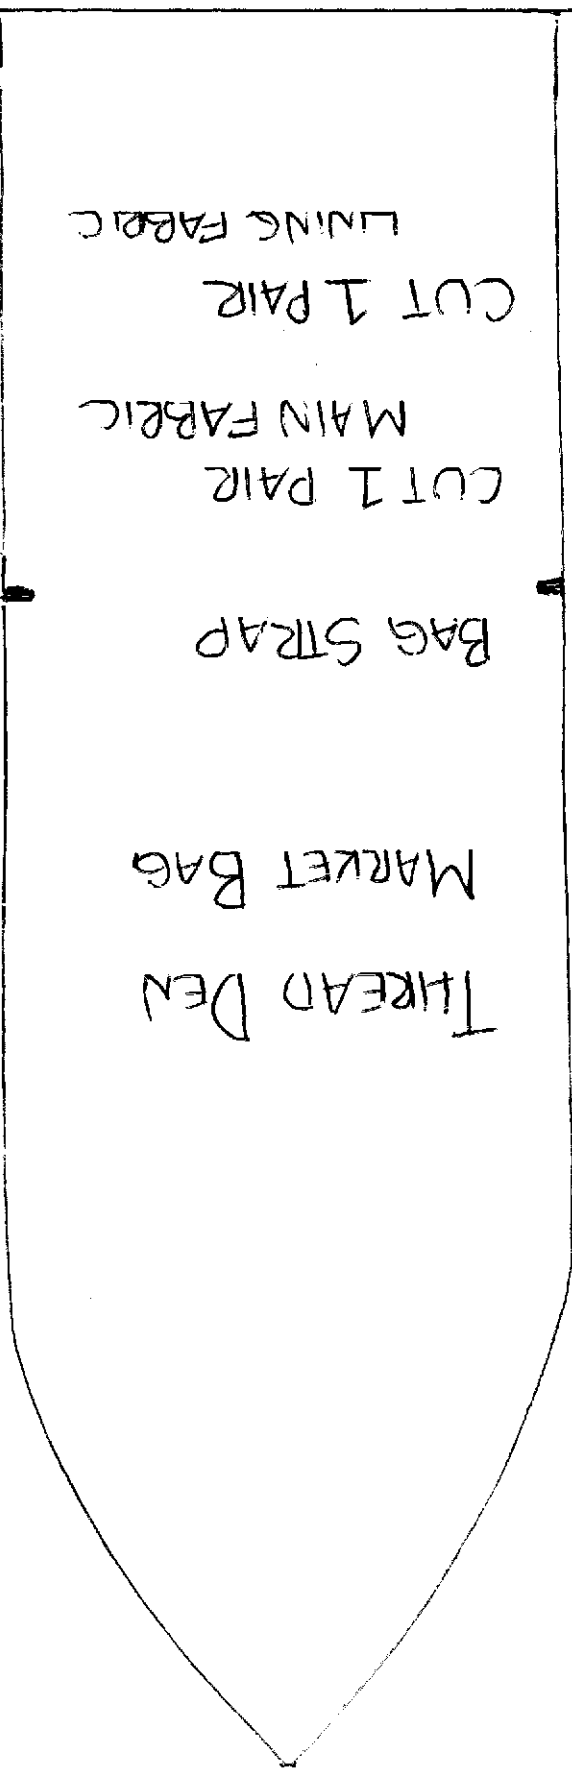 THREAD DEN
MARKET BAG
BAG STRAP
CUT 1 PAIR
MAIN FABRIC
CUT 1 PAIR
LINING FABRIC